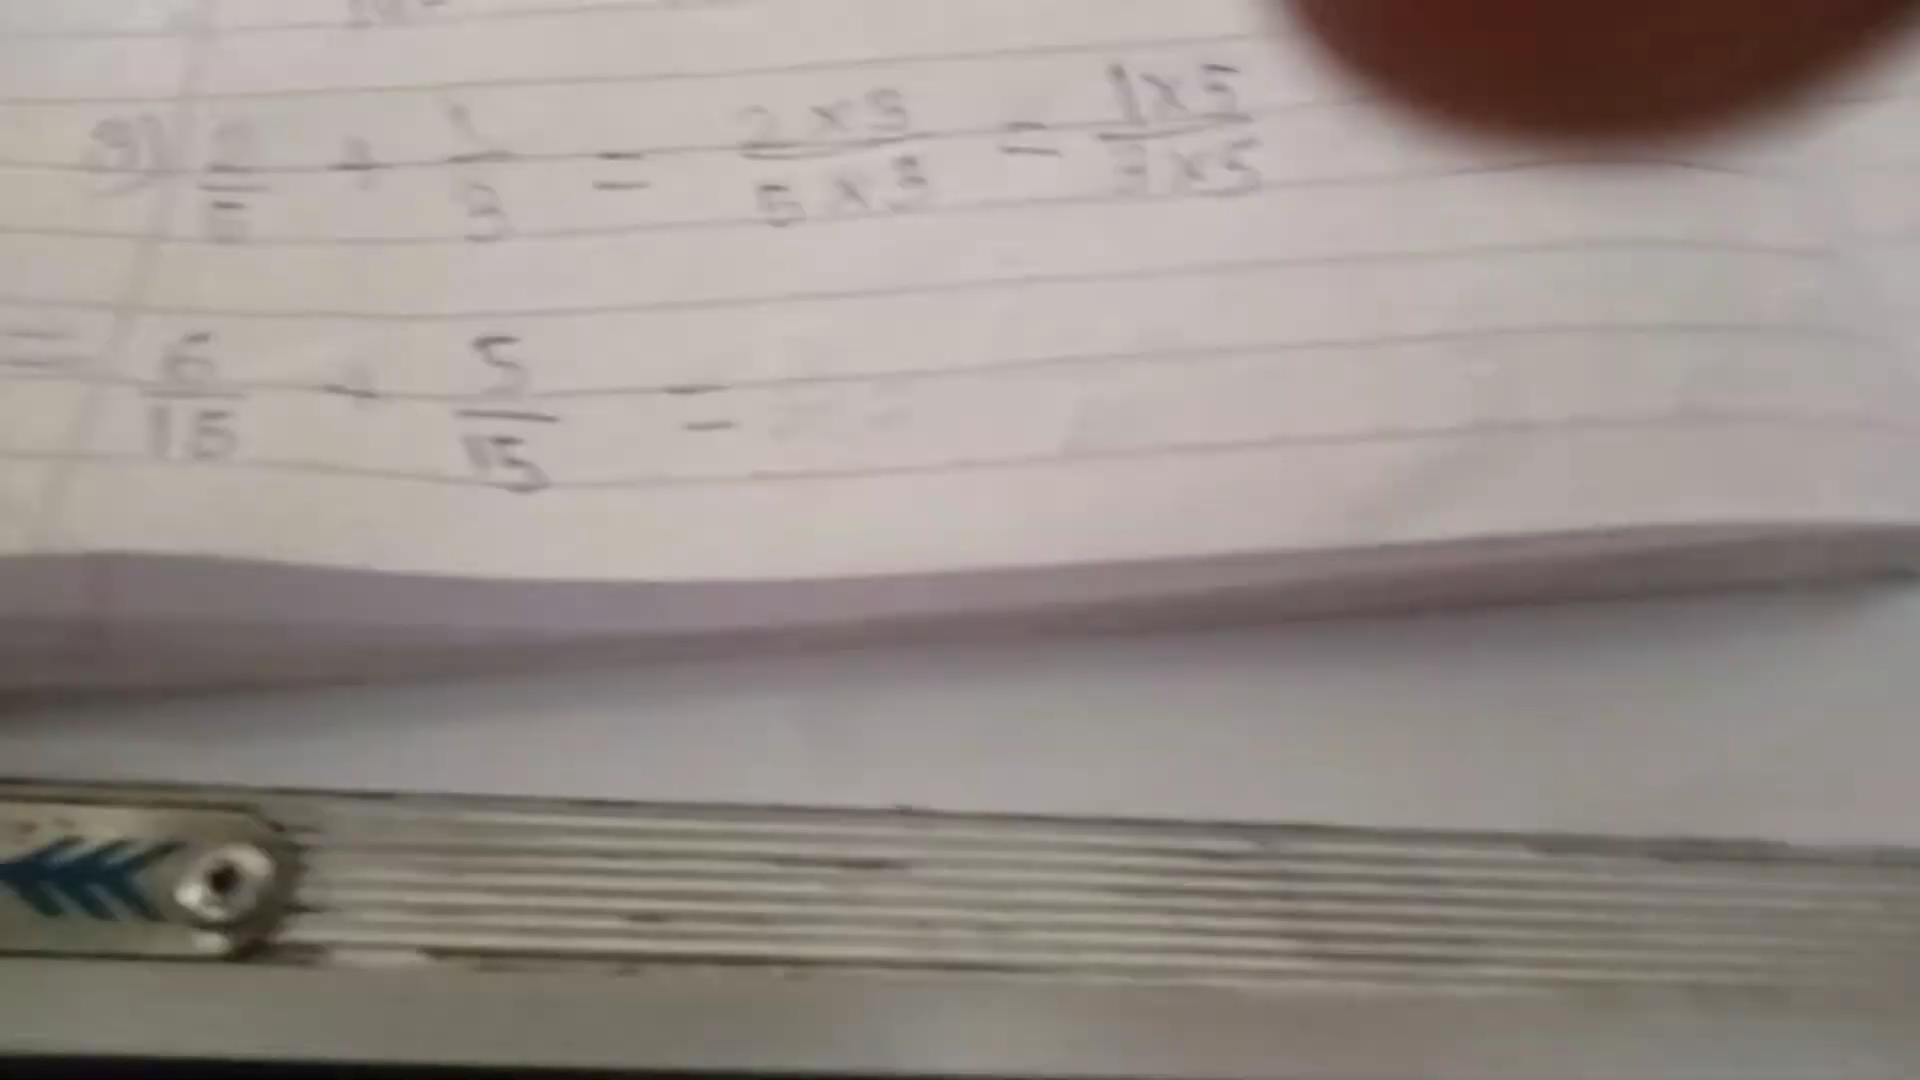 9) 2/5 + 1/3 = 2×3/5×3 = 1×5/3×5
= 6/15 + 5/15 =